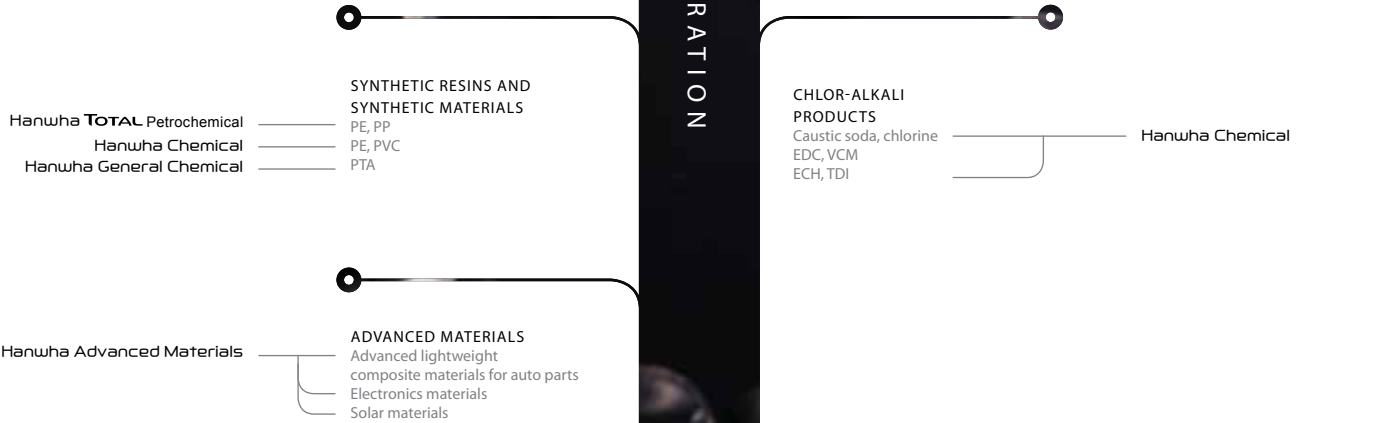 RATION
SYNTHETIC RESINS AND
SYNTHETIC MATERIALS
Hanwha TOTAL Petrochemical
PE, PP
Hanwha Chemical
PE, PVC
Hanwha General Chemical
PTA
CHLOR-ALKALI
PRODUCTS
Caustic soda, chlorine
EDC, VCM
ECH, TDI
Hanwha Chemical
ADVANCED MATERIALS
Hanwha Advanced Materials
Advanced lightweight
composite materials for auto parts
Electronics materials
Solar materials